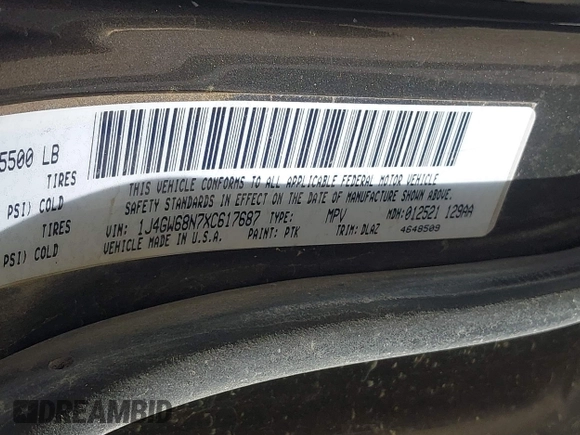 5500 LB
TIRES
PSI) COLD
TIRES
PSI) COLD
THIS VEHICLE CONFORMS TO ALL APPLICABLE FEDERAL MOTOR VEHICLE
SAFETY STANDARDS IN EFFECT ON THE DATE OF MANUFACTURE SHOWN ABOVE.
VIN: 1J4GW68N7XC617687 TYPE: MPV MDH:012521 129AA
VEHICLE MADE IN U.S.A. PAINT: PTK TRIM: DLAZ 4648509
DREAMBID